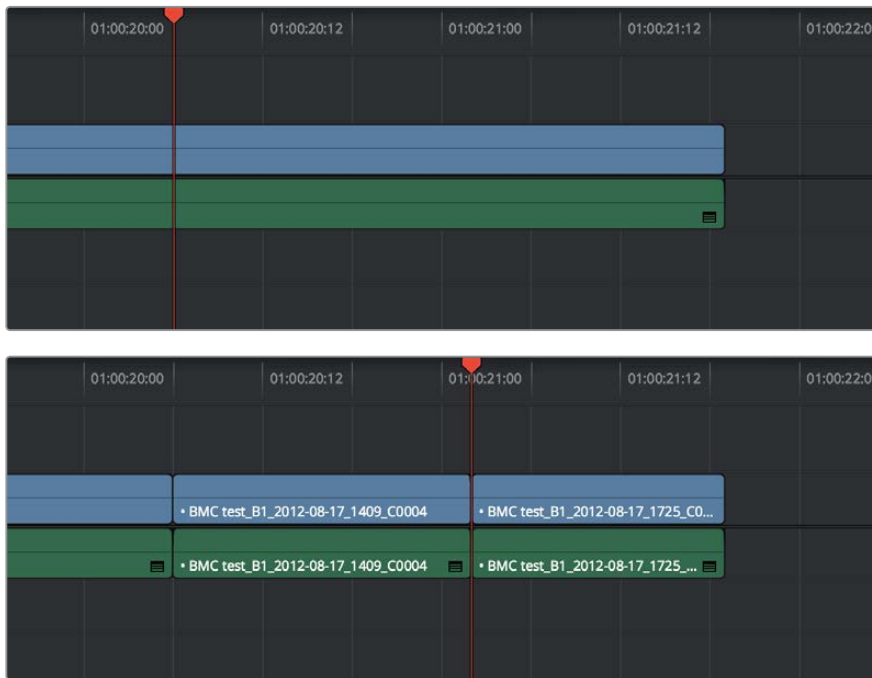 01:00:20:00 01:00:20:12 01:00:21:00 01:00:21:12 01:00:22:0
01:00:20:00 01:00:20:12 01:00:21:00 01:00:21:12 01:00:22:0
• BMC test_B1_2012-08-17_1409_C0004 • BMC test_B1_2012-08-17_1725_C0...
• BMC test_B1_2012-08-17_1409_C0004 • BMC test_B1_2012-08-17_1725_...